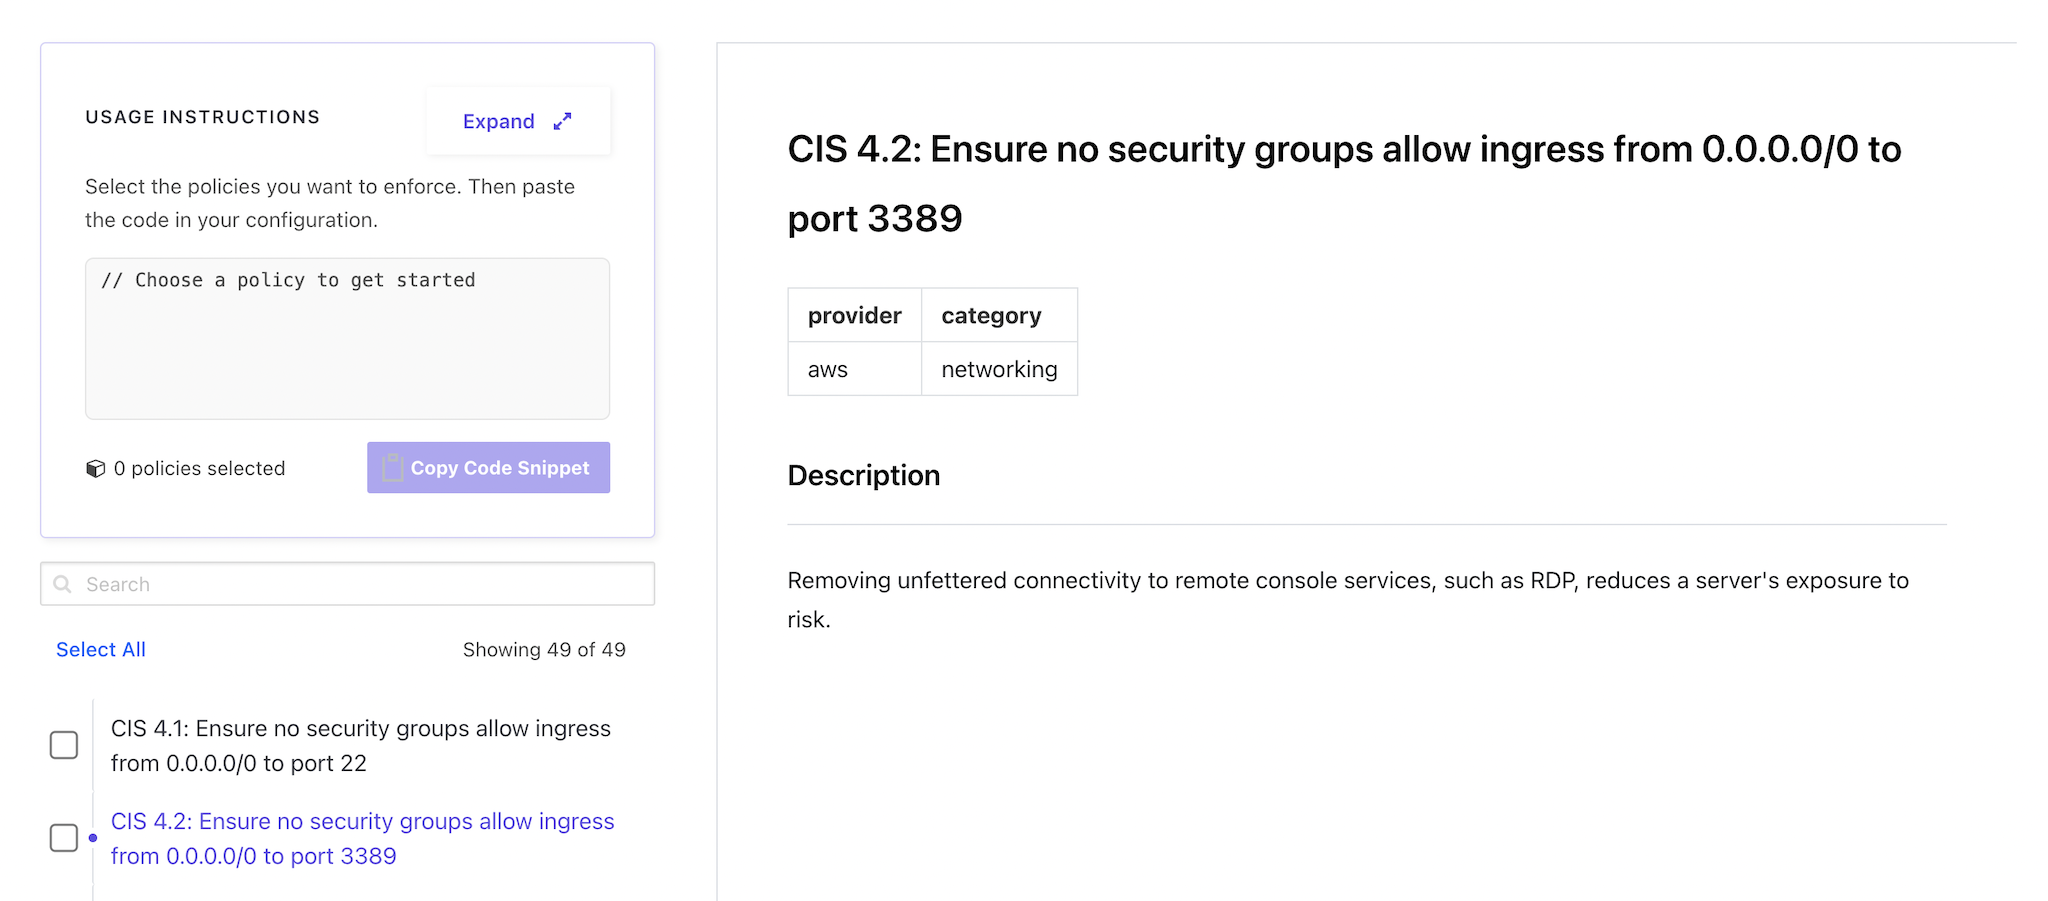 USAGE INSTRUCTIONS
Expand
Select the policies you want to enforce. Then paste
the code in your configuration.
// Choose a policy to get started
0 policies selected
Copy Code Snippet
Search
Select All
Showing 49 of 49
CIS 4.1: Ensure no security groups allow ingress
from 0.0.0.0/0 to port 22
CIS 4.2: Ensure no security groups allow ingress
from 0.0.0.0/0 to port 3389
CIS 4.2: Ensure no security groups allow ingress from 0.0.0.0/0 to
port 3389
provider category
aws networking
Description
Removing unfettered connectivity to remote console services, such as RDP, reduces a server's exposure to
risk.